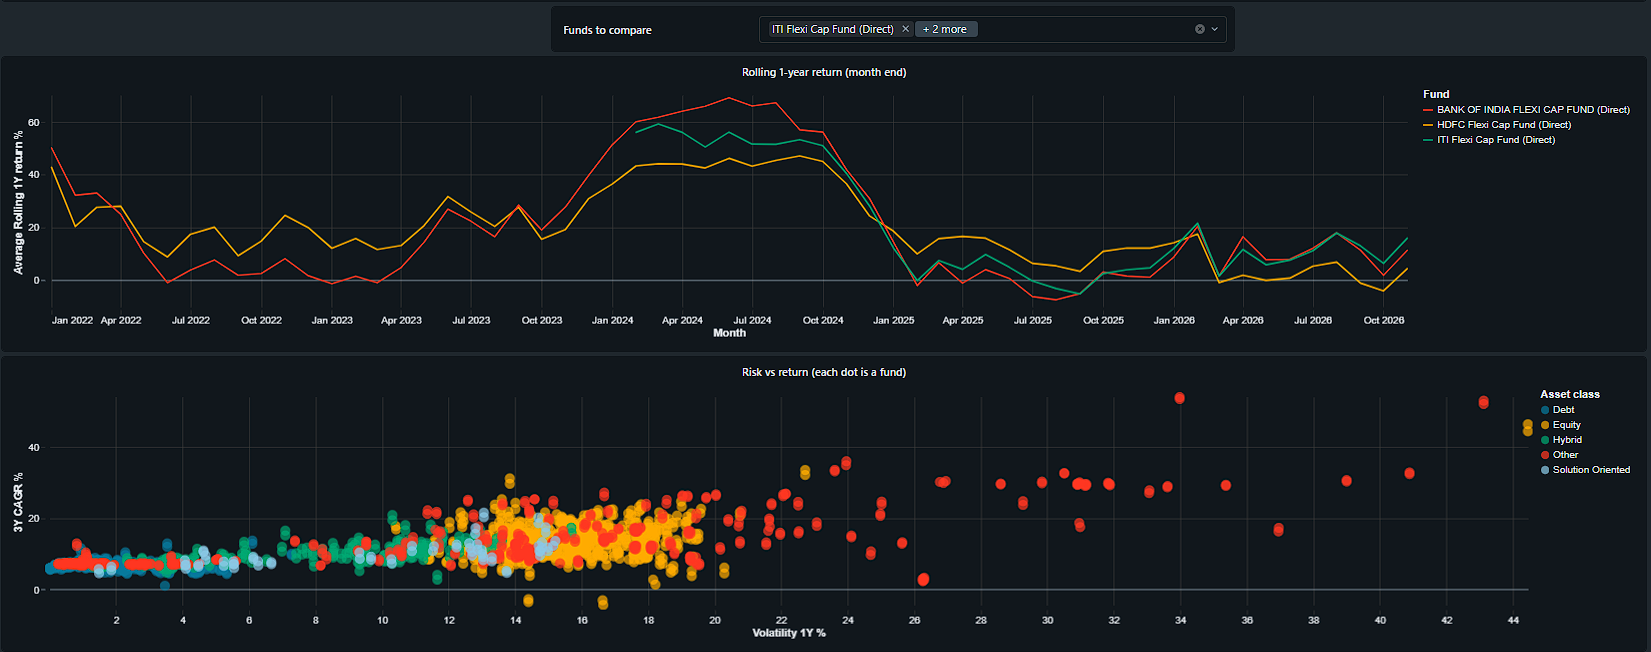 Funds to compare
ITI Flexi Cap Fund (Direct) × + 2 more
Rolling 1-year return (month end)
Average Rolling 1Y return %
60
40
20
0
Jan 2022 Apr 2022 Jul 2022 Oct 2022 Jan 2023 Apr 2023 Jul 2023 Oct 2023 Jan 2024 Apr 2024 Jul 2024 Oct 2024 Jan 2025 Apr 2025 Jul 2025 Oct 2025 Jan 2026 Apr 2026 Jul 2026 Oct 2026
Month
Fund
BANK OF INDIA FLEXI CAP FUND (Direct)
HDFC Flexi Cap Fund (Direct)
ITI Flexi Cap Fund (Direct)
Risk vs return (each dot is a fund)
3Y CAGR %
40
20
0
2 4 6 8 10 12 14 16 18 20 22 24 26 28 30 32 34 36 38 40 42 44
Volatility 1Y %
Asset class
Debt
Equity
Hybrid
Other
Solution Oriented